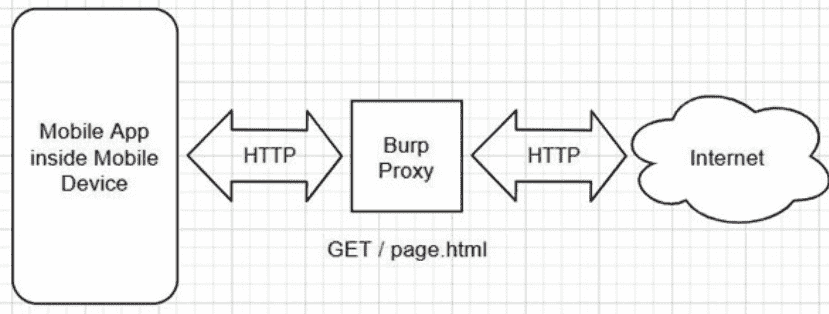 Mobile App
inside Mobile
Device
HTTP
Burp
Proxy
HTTP
Internet
GET / page.html